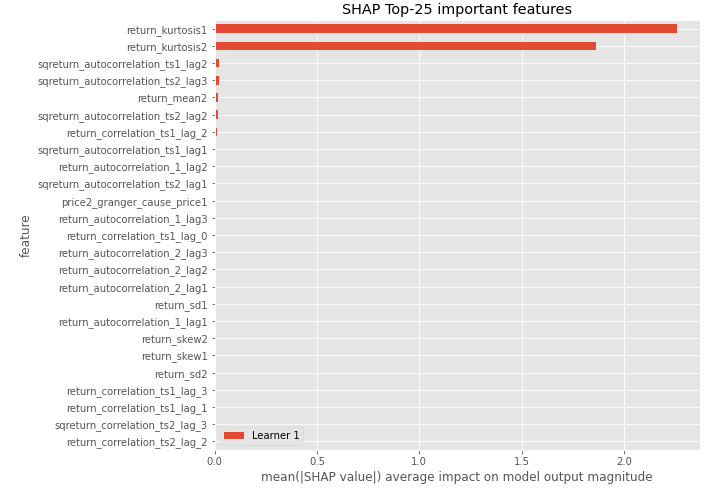 SHAP Top-25 important features
return_kurtosis1
return_kurtosis2
sqreturn_autocorrelation_ts1_lag2
sqreturn_autocorrelation_ts2_lag3
return_mean2
sqreturn_autocorrelation_ts2_lag2
return_correlation_ts1_lag_2
sqreturn_autocorrelation_ts1_lag1
return_autocorrelation_1_lag2
sqreturn_autocorrelation_ts2_lag1
price2_granger_cause_price1
return_autocorrelation_1_lag3
return_correlation_ts1_lag_0
return_autocorrelation_2_lag3
return_autocorrelation_2_lag2
return_autocorrelation_2_lag1
return_sd1
return_autocorrelation_1_lag1
return_skew2
return_skew1
return_sd2
return_correlation_ts1_lag_3
return_correlation_ts1_lag_1
sqreturn_correlation_ts2_lag_3
return_correlation_ts2_lag_2
feature
Learner 1
0.0 0.5 1.0 1.5 2.0
mean(|SHAP value|) average impact on model output magnitude